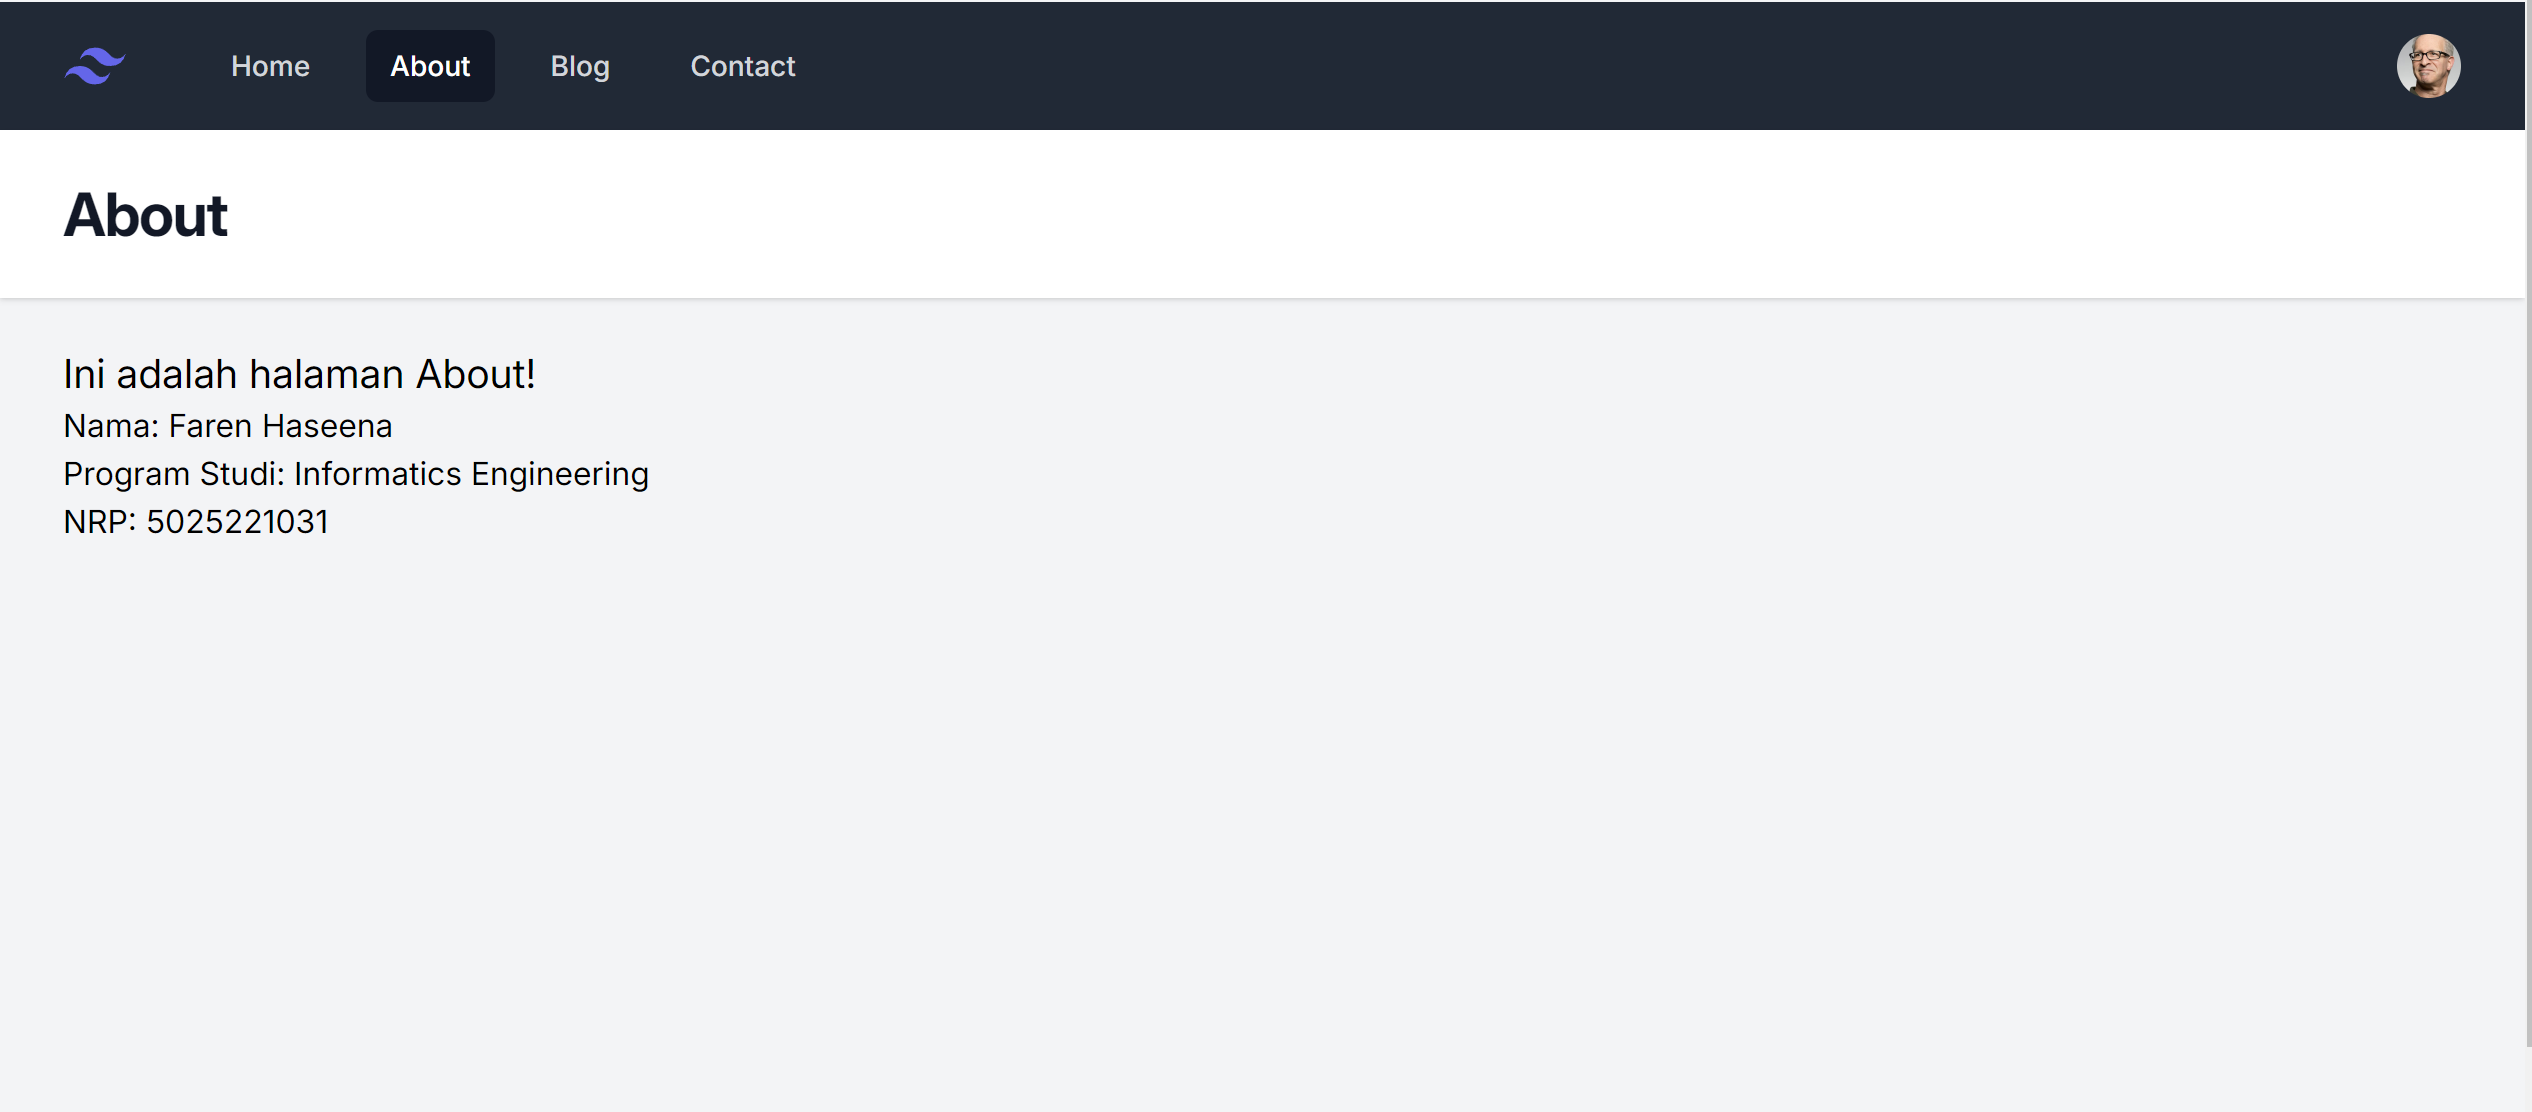 Home About Blog Contact
About
Ini adalah halaman About!
Nama: Faren Haseena
Program Studi: Informatics Engineering
NRP: 5025221031